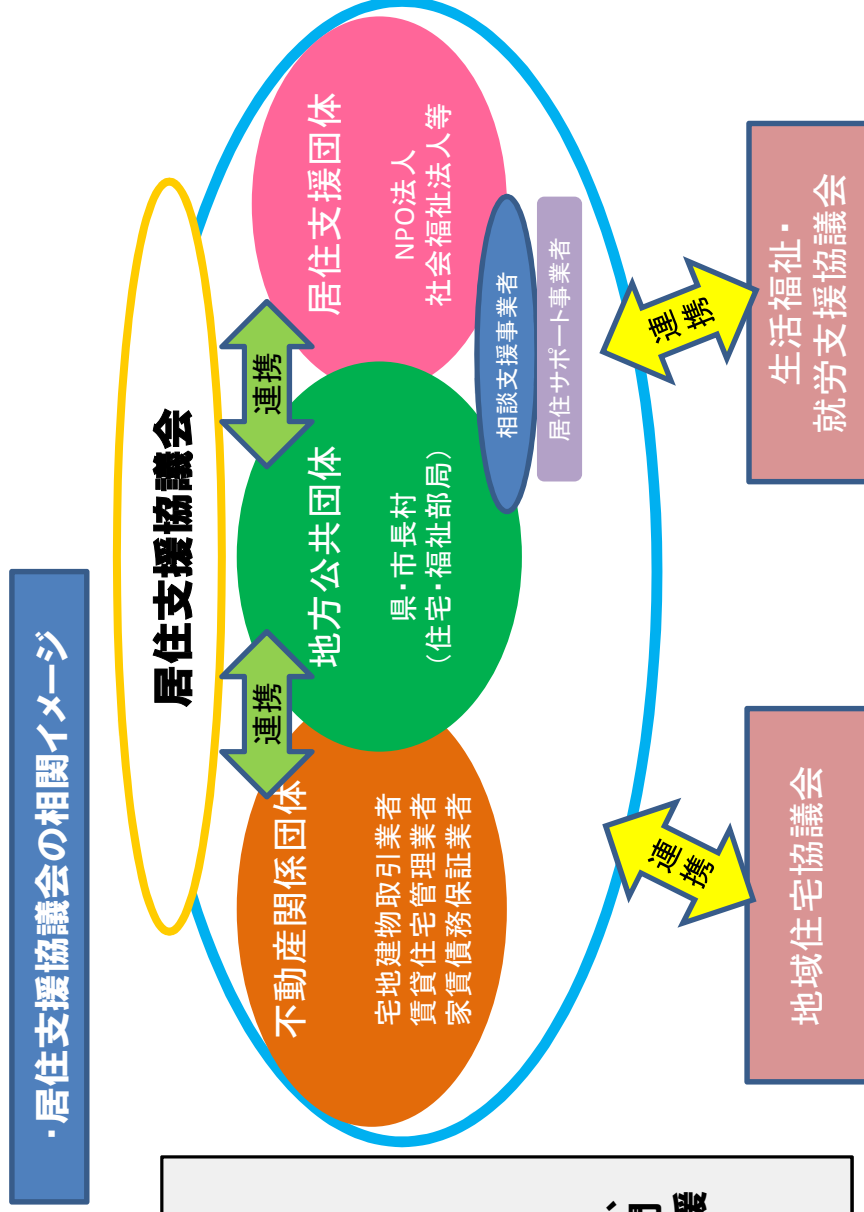 ・居住支援協議会の相関イメージ
居住支援協議会
不動産関係団体
宅地建物取引業者
賃貸住宅管理業者
家賃債務保証業者
連携
地方公共団体
県・市長村
（住宅・福祉部局）
連携
居住支援団体
NPO法人
社会福祉法人等
相談支援事業者
居住サポート事業者
連携
連携
地域住宅協議会
生活福祉・
就労支援協議会